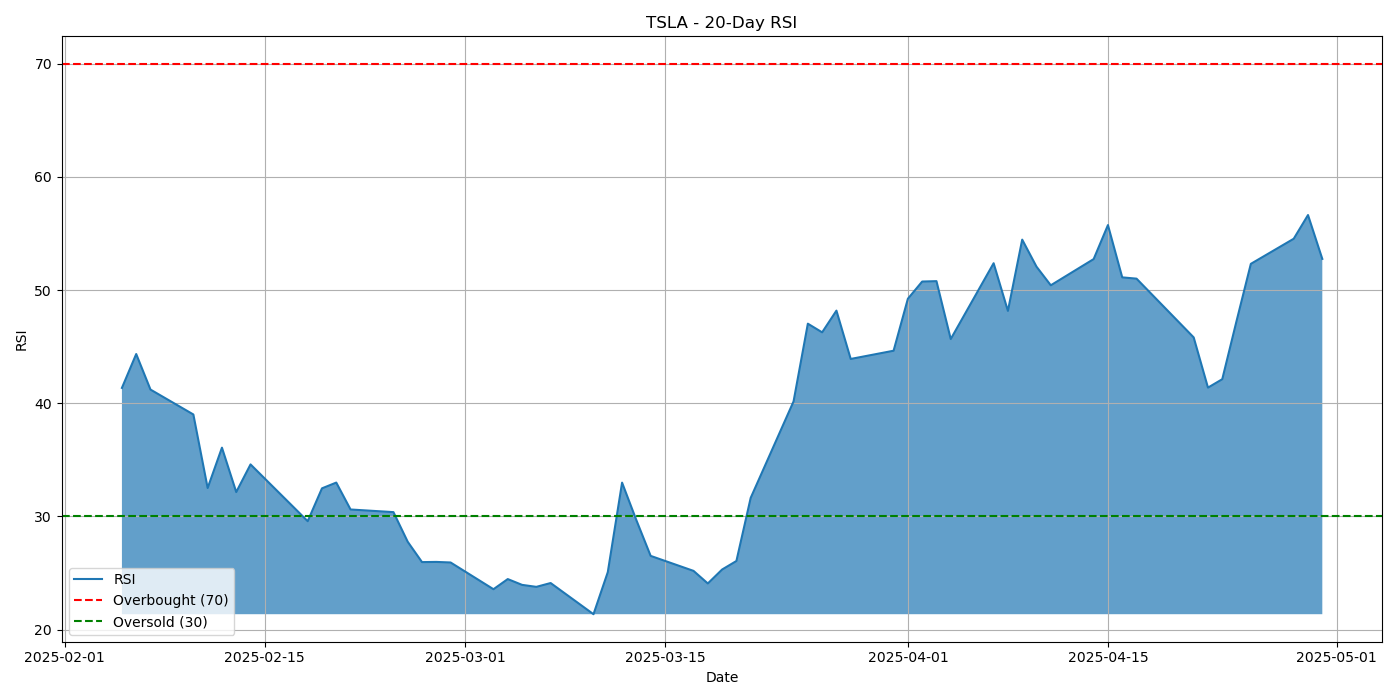 TSLA - 20-Day RSI
RSI
70
60
50
40
30
20
RSI
Overbought (70)
Oversold (30)
2025-02-01
2025-02-15
2025-03-01
2025-03-15
2025-04-01
2025-04-15
2025-05-01
Date